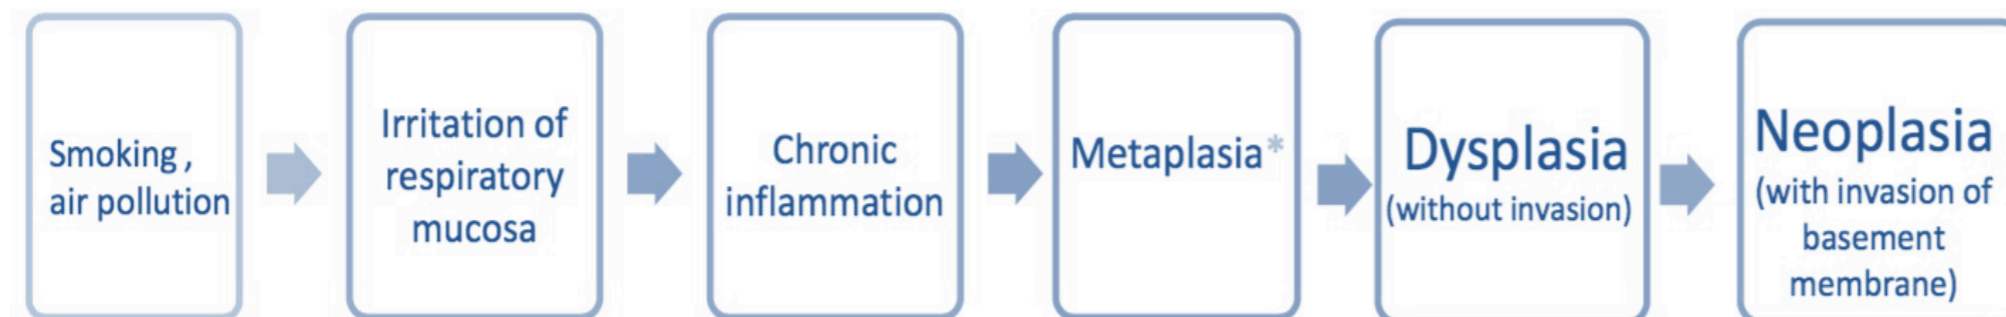 Smoking ,
air pollution
Irritation of
respiratory
mucosa
Chronic
inflammation
Metaplasia*
Dysplasia
(without invasion)
Neoplasia
(with invasion of
basement
membrane)